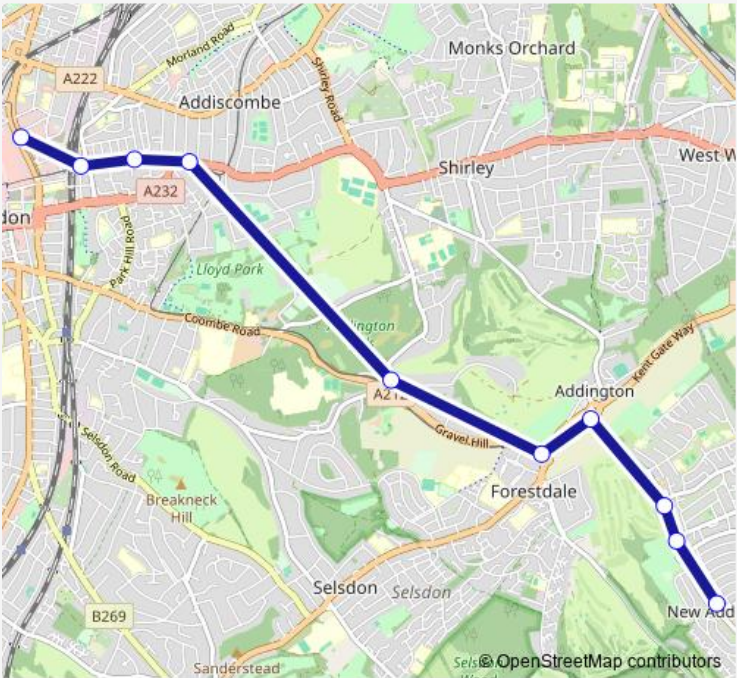 Morland Road
Monks Orchard
A222
Shirley Road
Addiscombe
Shirley
West W
A232
don
Park Hill Road
Lloyd Park
Coombe Road
Kent Gate Way
Addington
A212
Gravel Hill
Selsdon Road
Forestdale
Breakneck
Hill
Selsdon
Selsdon
New Add
B269
Sanderstead
© OpenStreetMap contributors